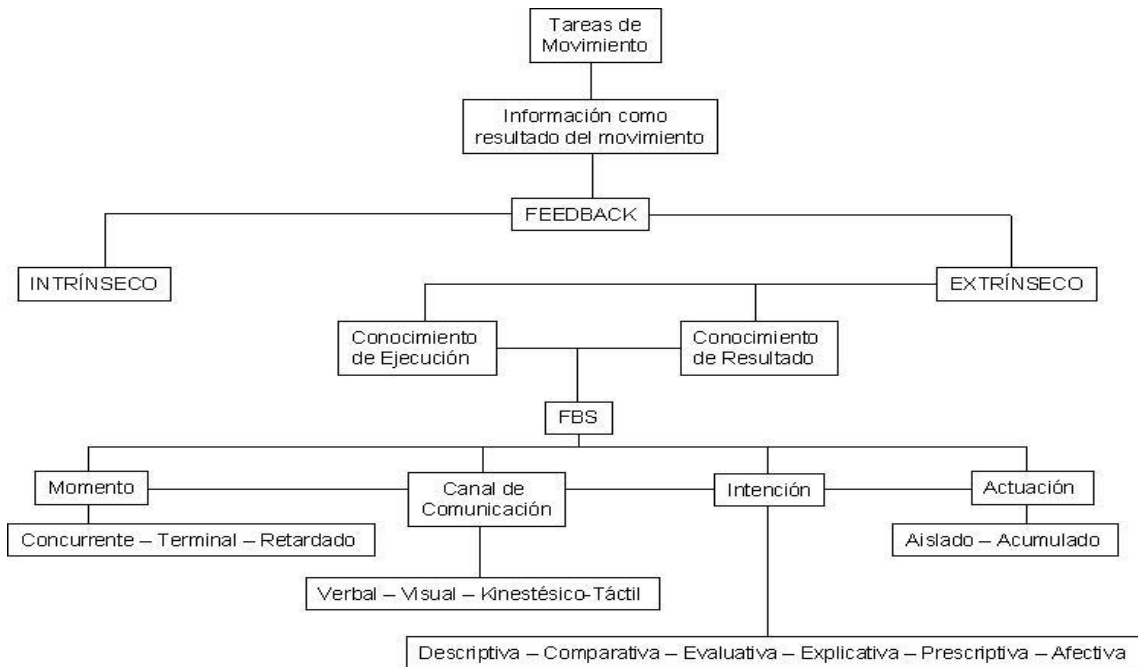 Tareas de
Movimiento
Información como
resultado del movimiento
FEEDBACK
INTRÍNSECO
EXTRÍNSECO
Conocimiento
de Ejecución
Conocimiento
de Resultado
FBS
Momento
Canal de
Comunicación
Intención
Actuación
Concurrente – Terminal – Retardado
Aislado – Acumulado
Verbal – Visual – Kinestésico-Táctil
Descriptiva – Comparativa – Evaluativa – Explicativa – Prescriptiva – Afectiva